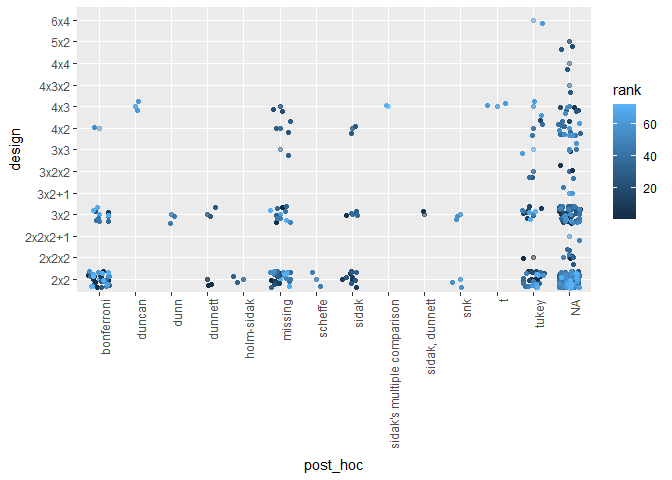 6x4
5x2
4x4
4x3x2
4x3
4x2
3x3
3x2x2
3x2+1
3x2
2x2x2+1
2x2x2
2x2
design
bonferroni
duncan
dunn
dunnett
holm-sidak
missing
scheffe
sidak
sidak's multiple comparison
sidak, dunnett
snk
t
tukey
NA
post_hoc
rank
60
40
20